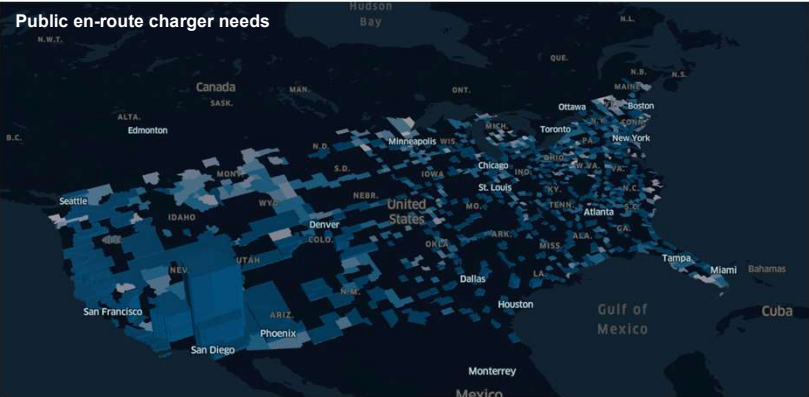 Public en-route charger needs
Hudson
Bay
N.L.
N.W.T.
QUE.
Canada
MAN.
ONT.
N.B.
N.S.
SASK.
MAINE
ALTA.
Edmonton
Ottawa
Boston
B.C.
MICH.
Toronto
CONN.
Minneapolis
WIS.
PA.
New York
N.D.
Chicago
OHIO
MONT.
S.D.
IOWA
IND.
W.VA.
VA.
Seattle
NEBR.
St. Louis
KY.
N.C.
IDAHO
WYO.
United
States
MO.
TENN.
Atlanta
S.C.
Denver
COLO.
OKLA.
ARK.
ALA.
GA.
UTAH
MISS.
NEV.
Tampa
Miami
Bahamas
N.M.
Dallas
LA.
San Francisco
ARIZ.
Houston
Gulf of
Mexico
Cuba
Phoenix
San Diego
Monterrey
Mexico